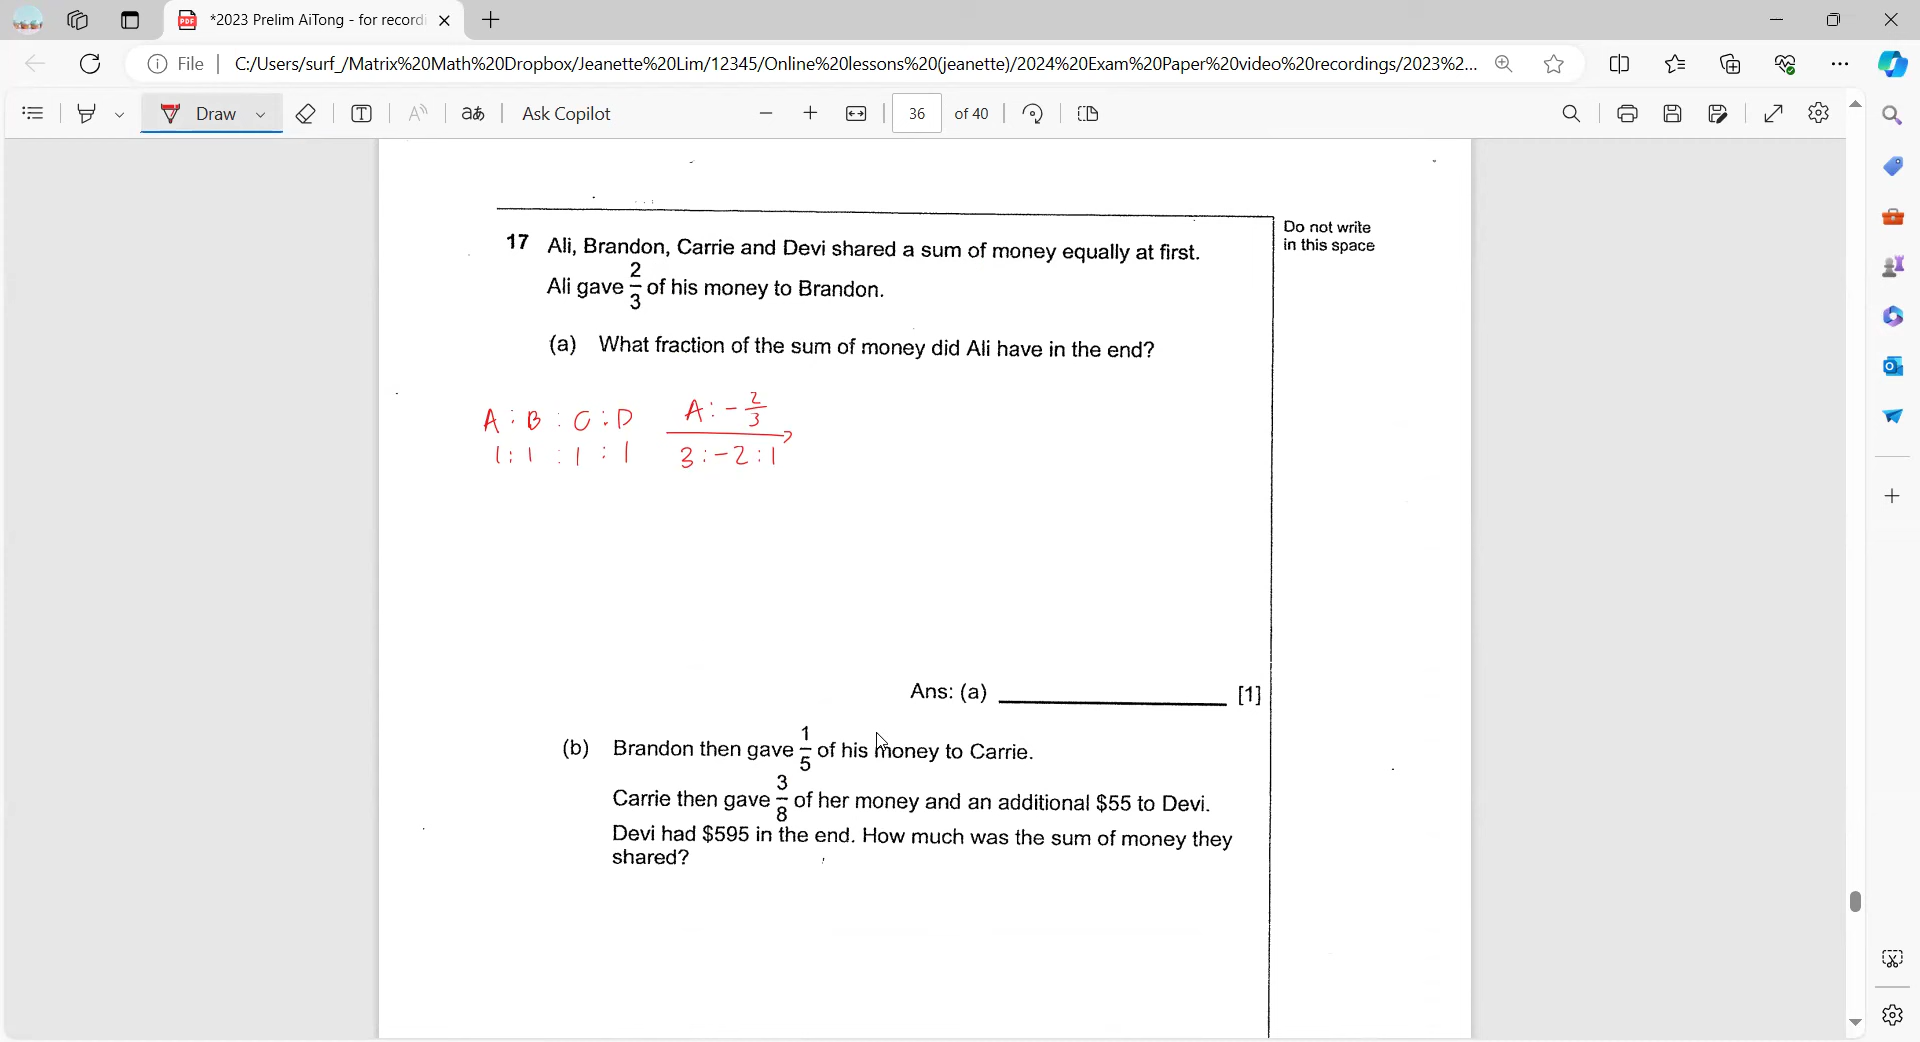 *2023 Prelim AiTong - for recordi
File
C:/Users/surf_/Matrix%20Math%20Dropbox/Jeanette%20Lim/12345/Online%20lessons%20(jeanette)/2024%20Exam%20Paper%20video%20recordings/2023%2...
Draw
Ask Copilot
36 of 40
Do not write
in this space
17 Ali, Brandon, Carrie and Devi shared a sum of money equally at first.
Ali gave 2/3 of his money to Brandon.
(a) What fraction of the sum of money did Ali have in the end?
A : B : C : D A : - 2/3
1 : 1 : 1 : 1 3 : -2 : 1
Ans: (a) [1]
(b) Brandon then gave 1/5 of his money to Carrie.
Carrie then gave 3/8 of her money and an additional $55 to Devi.
Devi had $595 in the end. How much was the sum of money they
shared?